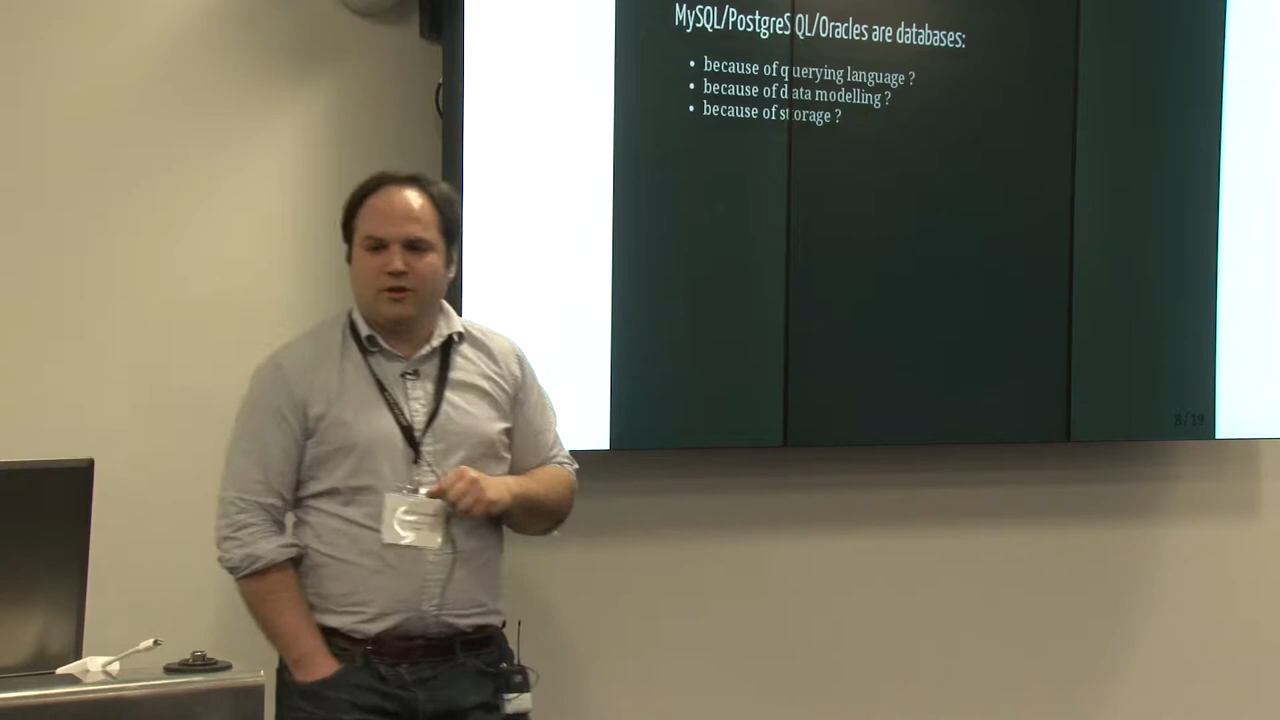 MySQL/PostgreSQL/Oracles are databases:
• because of querying language ?
• because of data modelling ?
• because of storage ?
8/19